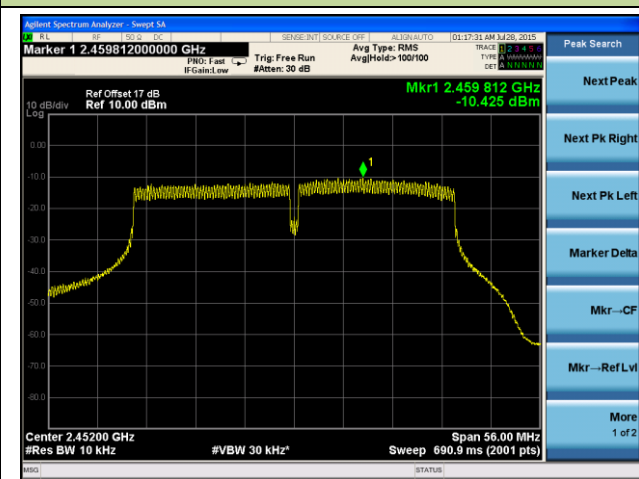 Agilent Spectrum Analyzer - Swept SA
RL RF 50 Ω DC SENSE:INT SOURCE OFF ALIGN AUTO 01:17:31 AM Jul 28, 2015
Marker 1 2.459812000000 GHz
PNO: Fast
IFGain:Low
Trig: Free Run
#Atten: 30 dB
Avg Type: RMS
Avg|Hold:>100/100
TRACE 1 2 3 4 5 6
TYPE A
DET A N N N N N
Peak Search
Next Peak
Next Pk Right
Next Pk Left
Marker Delta
Mkr→CF
Mkr→Ref Lvl
More
1 of 2
Ref Offset 17 dB
10 dB/div Ref 10.00 dBm
Log
Mkr1 2.459 812 GHz
-10.425 dBm
1
0.00
-10.0
-20.0
-30.0
-40.0
-50.0
-60.0
-70.0
-80.0
Center 2.45200 GHz Span 56.00 MHz
#Res BW 10 kHz #VBW 30 kHz* Sweep 690.9 ms (2001 pts)
MSG STATUS